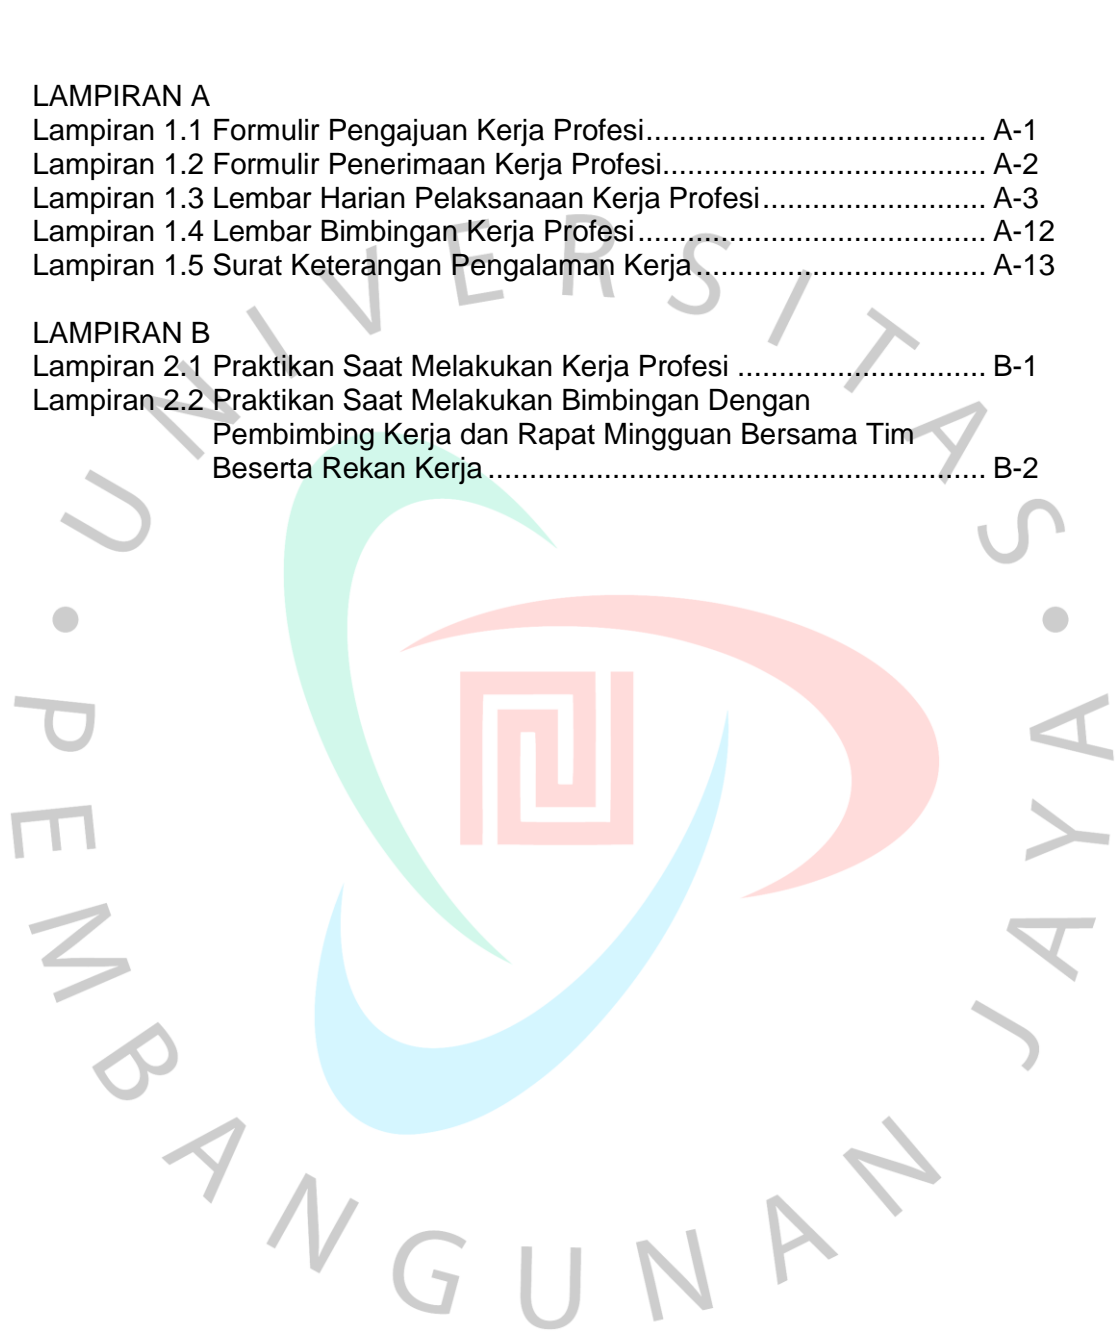 LAMPIRAN A
Lampiran 1.1 Formulir Pengajuan Kerja Profesi......................................... A-1
Lampiran 1.2 Formulir Penerimaan Kerja Profesi....................................... A-2
Lampiran 1.3 Lembar Harian Pelaksanaan Kerja Profesi........................... A-3
Lampiran 1.4 Lembar Bimbingan Kerja Profesi.......................................... A-12
Lampiran 1.5 Surat Keterangan Pengalaman Kerja................................... A-13
LAMPIRAN B
Lampiran 2.1 Praktikan Saat Melakukan Kerja Profesi .............................. B-1
Lampiran 2.2 Praktikan Saat Melakukan Bimbingan Dengan
Pembimbing Kerja dan Rapat Mingguan Bersama Tim
Beserta Rekan Kerja............................................................ B-2
UNIVERSITAS • PEMBANGUNAN JAYA •